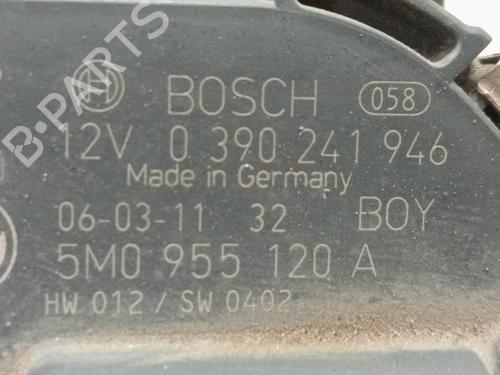 BOSCH 058
12V 0 390 241 946
Made in Germany
06-03-11 32 BOY
5M0 955 120 A
HW 012 / SW 0402
B-PARTS